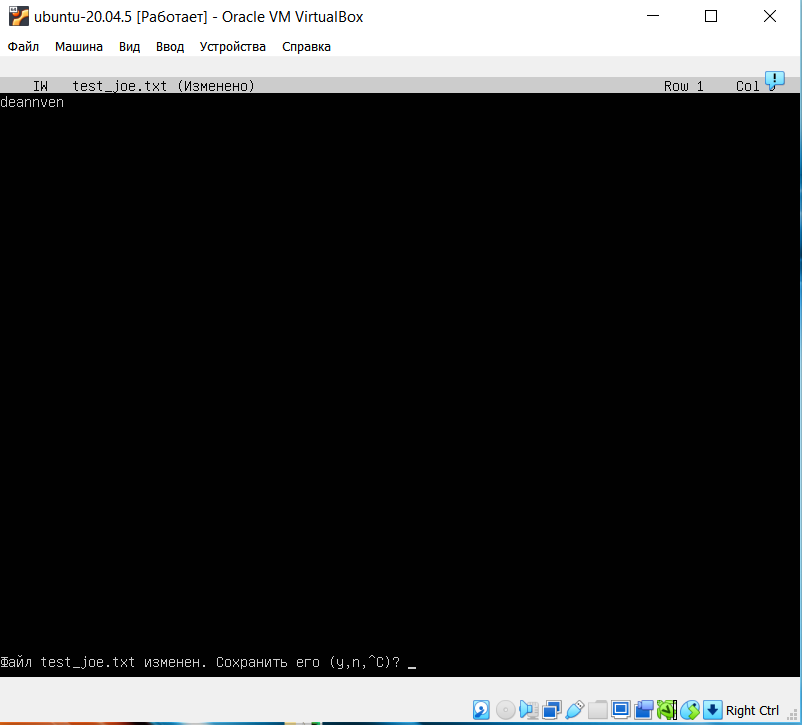 ubuntu-20.04.5 [Работает] - Oracle VM VirtualBox
Файл Машина Вид Ввод Устройства Справка
IW test_joe.txt (Изменено) Row 1 Col
deannven
Файл test_joe.txt изменен. Сохранить его (y,n,^C)? _
Right Ctrl